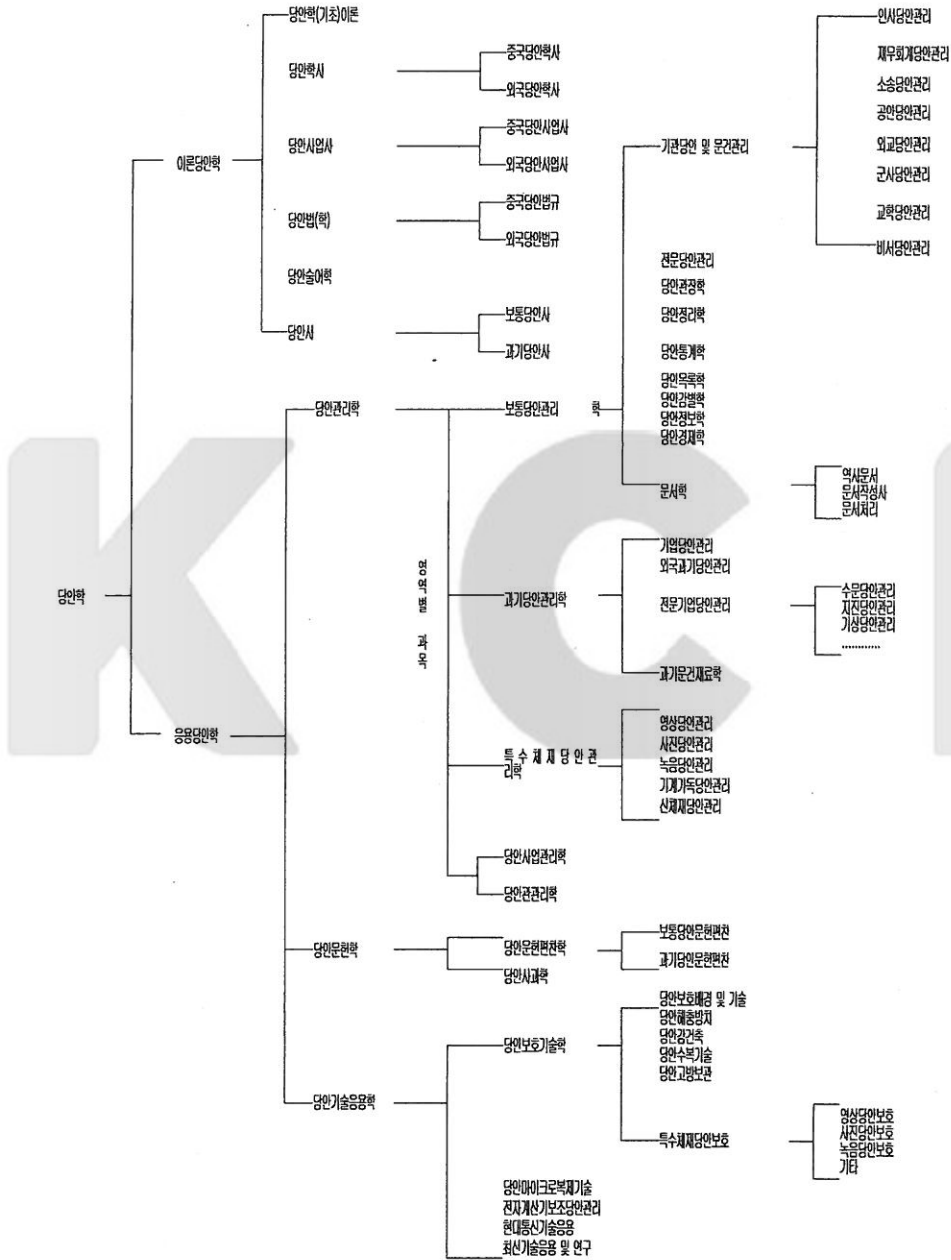 당안학
이론당안학
당안학(기초)이론
당안학사
중국당안학사
외국당안학사
당안사업사
중국당안사업사
외국당안사업사
당안법(학)
중국당안법규
외국당안법규
당안술어학
당안사
보통당안사
과기당안사
응용당안학
당안관리학
영역별 과목
보통당안관리 학
기관당안 및 문건관리
인사당안관리
재무회계당안관리
소송당안관리
공안당안관리
외교당안관리
군사당안관리
교학당안관리
비서당안관리
전문당안관리
당안관장학
당안정리학
당안통계학
당안목록학
당안감별학
당안정보학
당안경제학
문서학
역사문서
문서작성사
문서처리
과기당안관리학
기업당안관리
외국과기당안관리
전문기업당안관리
수문당안관리
지진당안관리
기상당안관리
............
과기문건재료학
특수체재당안관
리학
영상당안관리
사진당안관리
녹음당안관리
기계가독당안관리
신체재당안관리
당안사업관리학
당안관관리학
당안문헌학
당안문헌편찬학
보통당안문헌편찬
과기당안문헌편찬
당안사과학
당안기술응용학
당안보호기술학
당안보호배경 및 기술
당안해충방치
당안감건축
당안수복기술
당안고방보관
특수체재당안보호
영상당안보호
사진당안보호
녹음당안보호
기타
당안마이크로복제기술
전자계산기보조당안관리
현대통신기술응용
최신기술응용 및 연구
KC